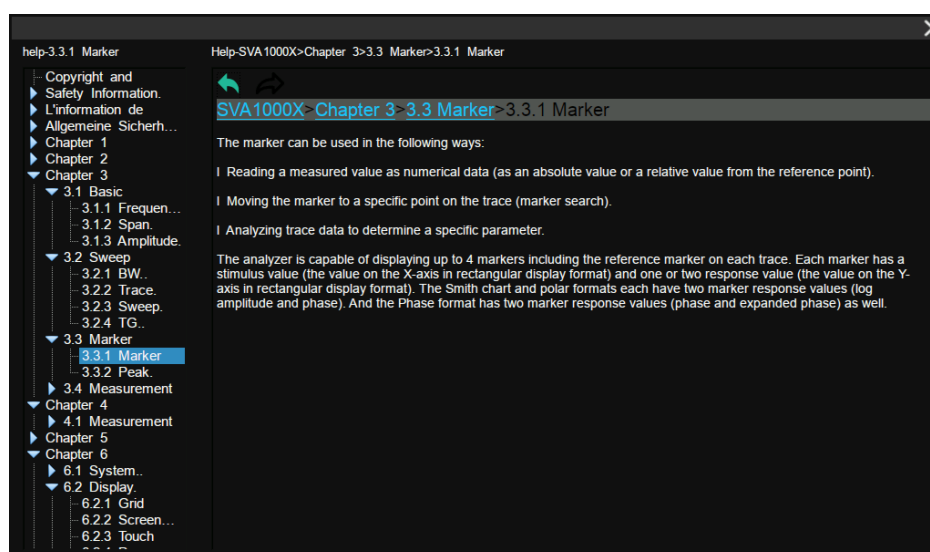 help-3.3.1 Marker
Help-SVA1000X>Chapter 3>3.3 Marker>3.3.1 Marker
Copyright and
Safety Information.
L'information de
Allgemeine Sicherh...
Chapter 1
Chapter 2
Chapter 3
3.1 Basic
3.1.1 Frequen...
3.1.2 Span.
3.1.3 Amplitude.
3.2 Sweep
3.2.1 BW..
3.2.2 Trace.
3.2.3 Sweep.
3.2.4 TG..
3.3 Marker
3.3.1 Marker
3.3.2 Peak.
3.4 Measurement
Chapter 4
4.1 Measurement
Chapter 5
Chapter 6
6.1 System..
6.2 Display.
6.2.1 Grid
6.2.2 Screen...
6.2.3 Touch
SVA1000X>Chapter 3>3.3 Marker>3.3.1 Marker
The marker can be used in the following ways:
l Reading a measured value as numerical data (as an absolute value or a relative value from the reference point).
l Moving the marker to a specific point on the trace (marker search).
l Analyzing trace data to determine a specific parameter.
The analyzer is capable of displaying up to 4 markers including the reference marker on each trace. Each marker has a
stimulus value (the value on the X-axis in rectangular display format) and one or two response value (the value on the Y-
axis in rectangular display format). The Smith chart and polar formats each have two marker response values (log
amplitude and phase). And the Phase format has two marker response values (phase and expanded phase) as well.